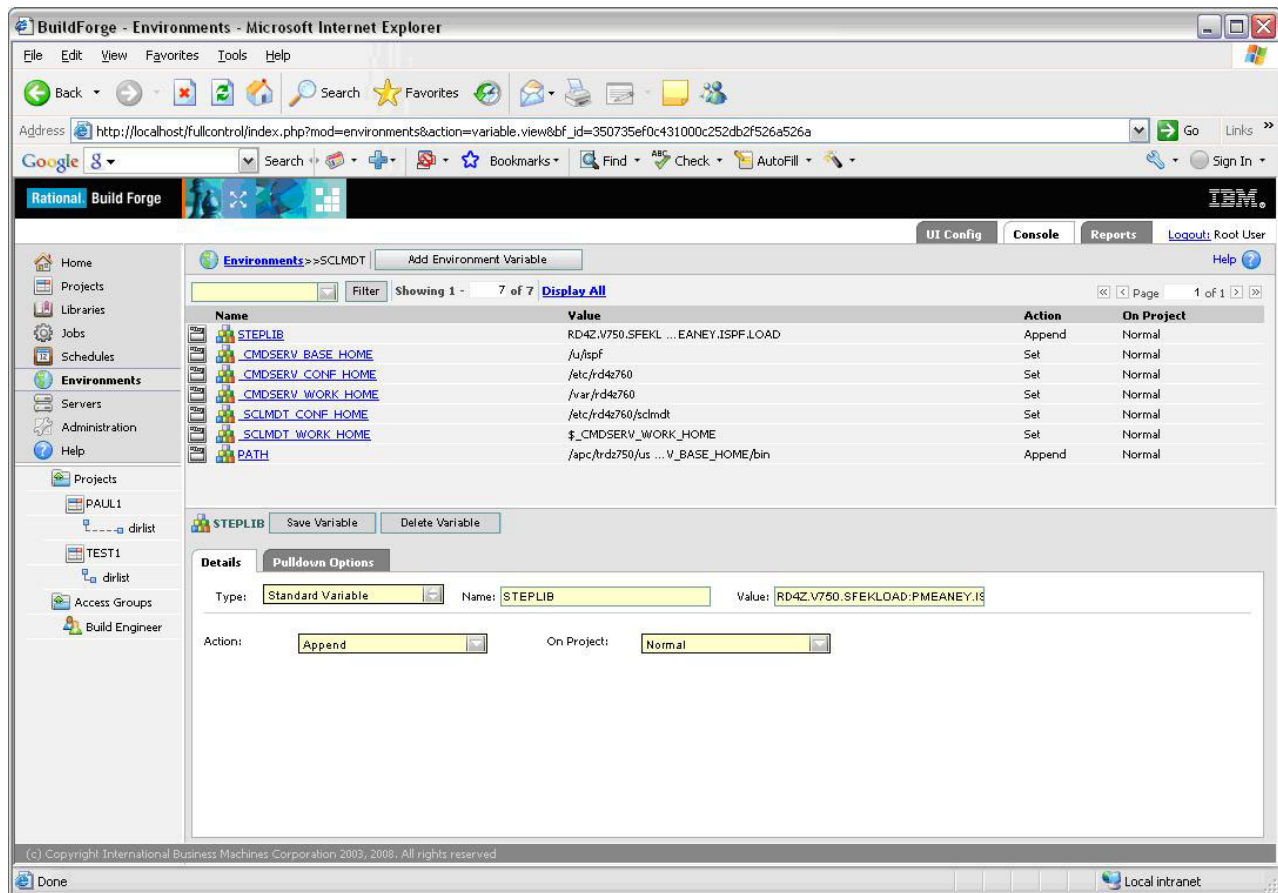 BuildForge - Environments - Microsoft Internet Explorer
File Edit View Favorites Tools Help
Back Search Favorites
Address http://localhost/fullcontrol/index.php?mod=environments&action=variable.view&bf_id=350735ef0c431000c252db2f526a526a Go Links »
Google Search Bookmarks Find Check AutoFill Sign In
Rational. Build Forge IBM.
UI Config Console Reports Logout: Root User
Home
Projects
Libraries
Jobs
Schedules
Environments
Servers
Administration
Help
Projects
PAUL1
dirlist
TEST1
dirlist
Access Groups
Build Engineer
Environments>>SCLMDT Add Environment Variable Help
Filter Showing 1 - 7 of 7 Display All Page 1 of 1
Name Value Action On Project
STEPLIB RD4Z.V750.SFEKL ... EANEY.ISPF.LOAD Append Normal
_CMDSERV_BASE_HOME /u/ispf Set Normal
_CMDSERV_CONF_HOME /etc/rd4z760 Set Normal
_CMDSERV_WORK_HOME /var/rd4z760 Set Normal
_SCLMDT_CONF_HOME /etc/rd4z760/sclmdt Set Normal
_SCLMDT_WORK_HOME $_CMDSERV_WORK_HOME Set Normal
PATH /apc/trdz750/us ... V_BASE_HOME/bin Append Normal
STEPLIB Save Variable Delete Variable
Details Pulldown Options
Type: Standard Variable Name: STEPLIB Value: RD4Z.V750.SFEKLOAD:PMEANEY.IS
Action: Append On Project: Normal
(c) Copyright International Business Machines Corporation 2003, 2008. All rights reserved
Done Local intranet